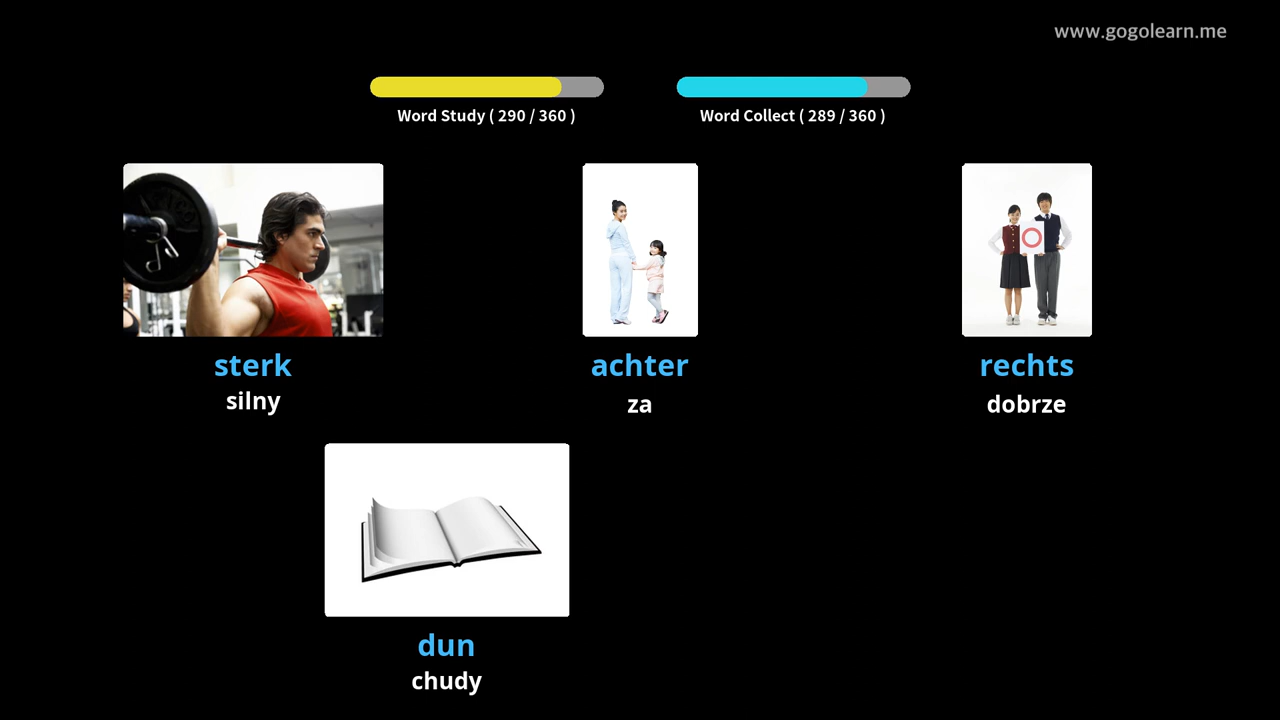 www.gogolearn.me
Word Study ( 290 / 360 )
Word Collect ( 289 / 360 )
sterk
silny
achter
za
rechts
dobrze
dun
chudy